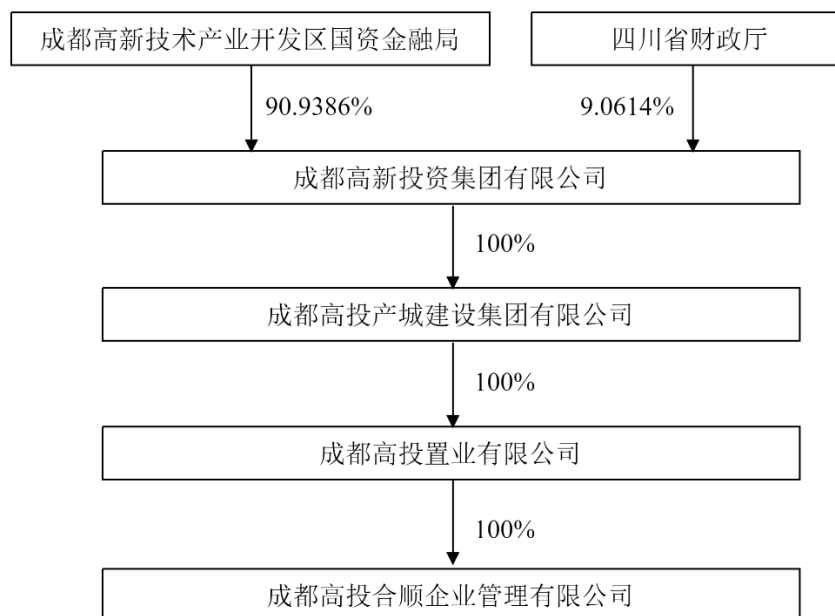 成都高新技术产业开发区国资金融局
四川省财政厅
90.9386%
9.0614%
成都高新投资集团有限公司
100%
成都高投产城建设集团有限公司
100%
成都高投置业有限公司
100%
成都高投合顺企业管理有限公司